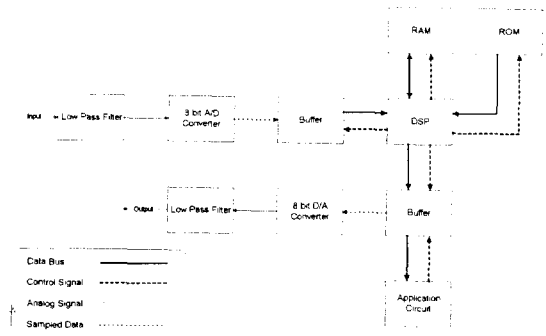 RAM ROM
Input Low Pass Filter 8 bit A/D Converter Buffer DSP
Output Low Pass Filter 8 bit D/A Converter Buffer
Data Bus
Control Signal
Analog Signal
Sampled Data
Application
Circuit